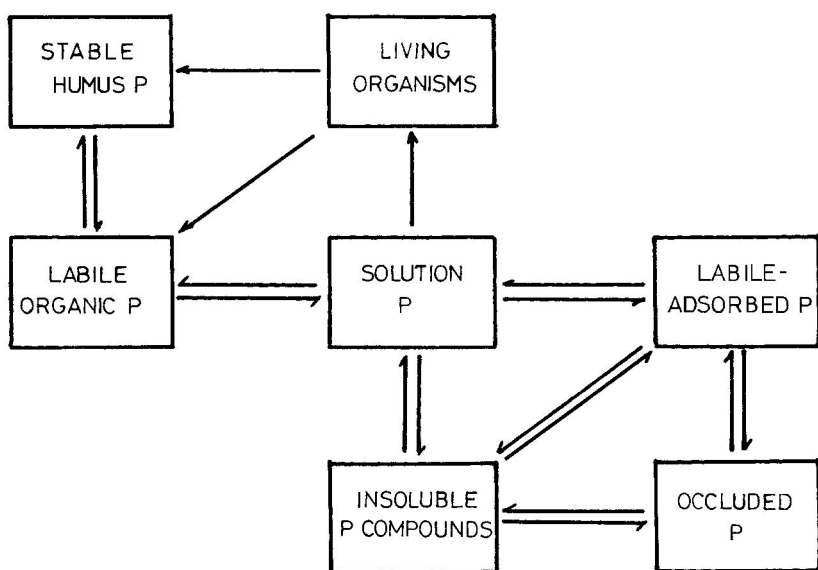 STABLE
HUMUS P
LIVING
ORGANISMS
LABILE
ORGANIC P
SOLUTION
P
LABILE-
ADSORBED P
INSOLUBLE
P COMPOUNDS
OCCLUDED
P